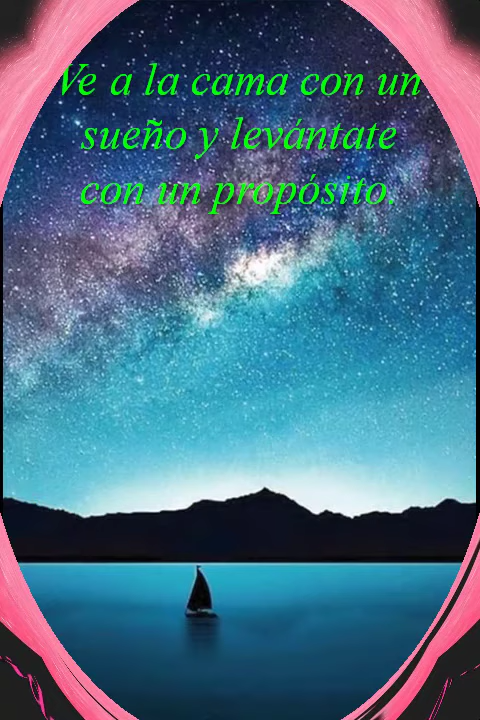 Ve a la cama con un
sueño y levántate
con un propósito.